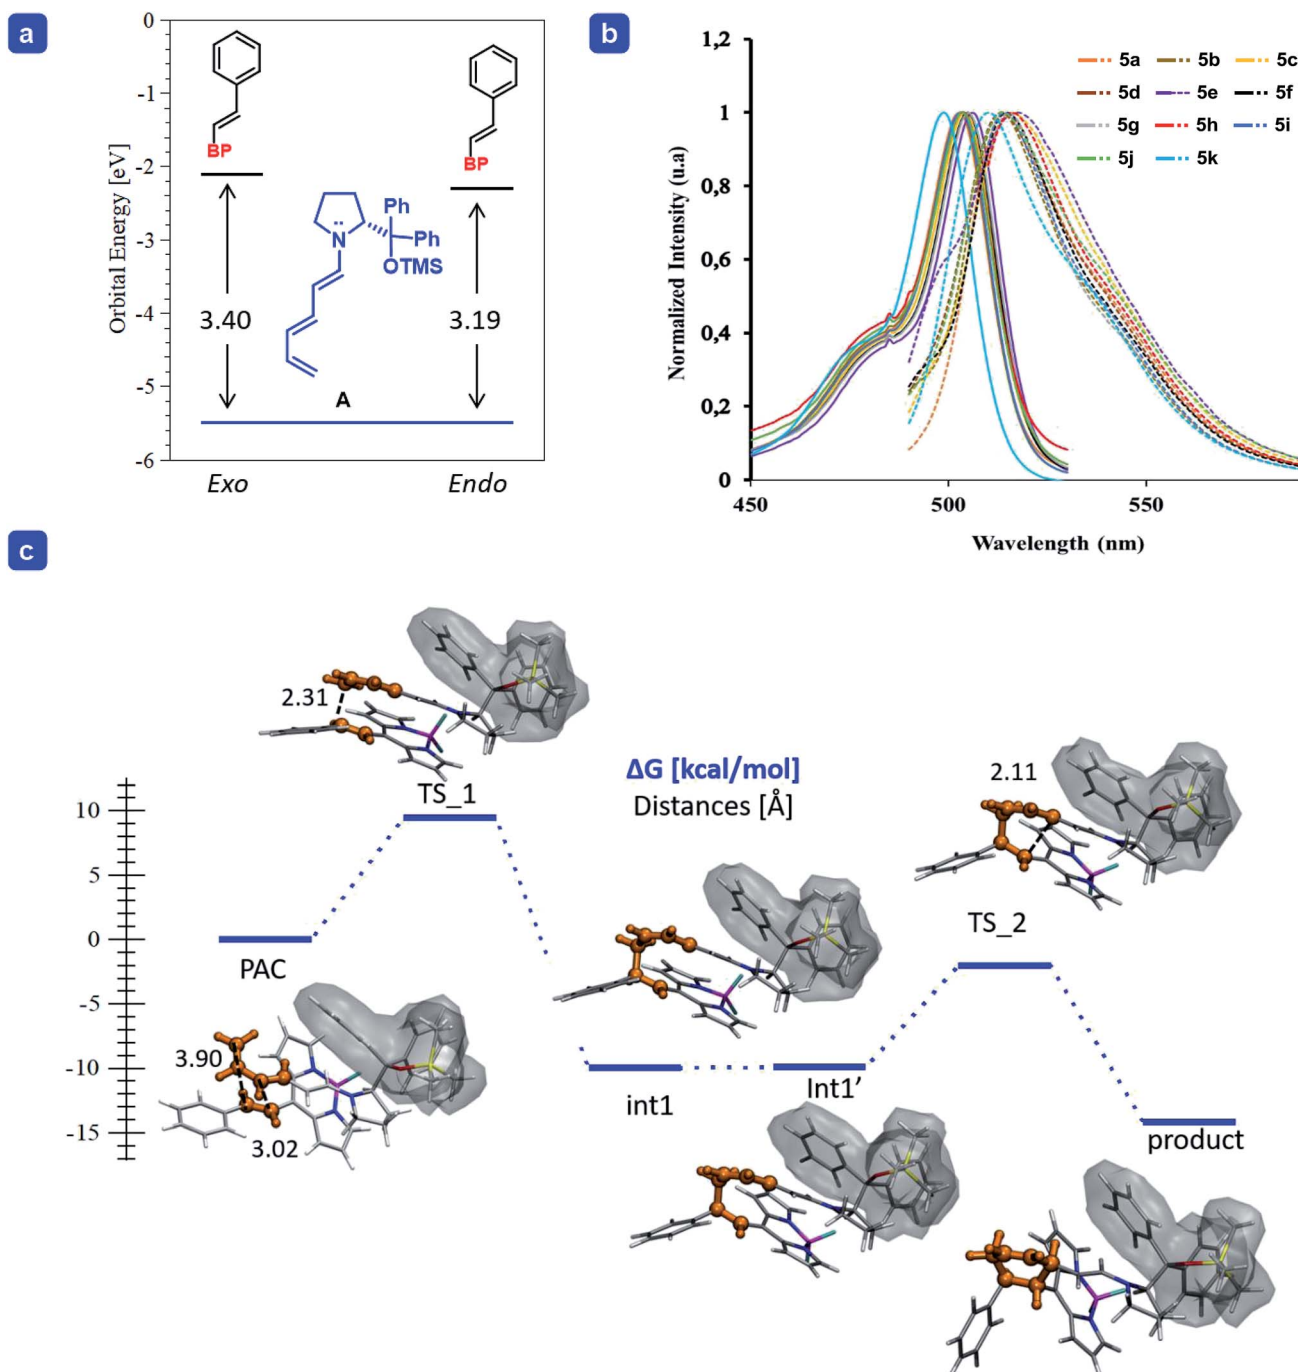 a
0
-1
-2
-3
-4
-5
-6
Orbital Energy [eV]
BP
BP
3.40
3.19
N
Ph
Ph
OTMS
A
Exo
Endo
b
1,2
1
0,8
0,6
0,4
0,2
0
Normalized Intensity (u.a)
450
500
550
Wavelength (nm)
5a 5b 5c
5d 5e 5f
5g 5h 5i
5j 5k
c
2.31
TS_1
ΔG [kcal/mol]
Distances [Å]
2.11
TS_2
10
5
0
-5
-10
-15
PAC
3.90
3.02
int1
Int1’
product